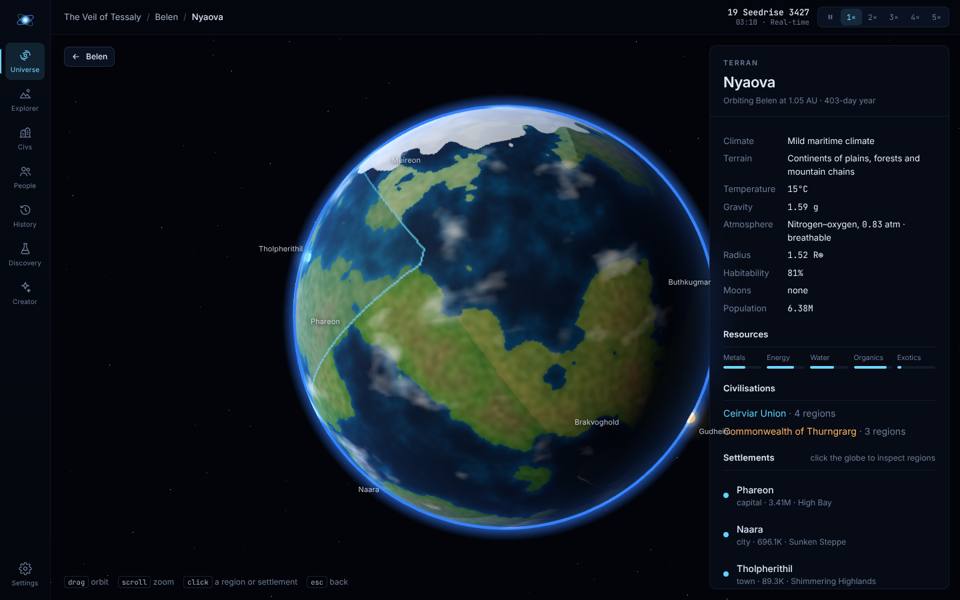 The Veil of Tessaly / Belen / Nyaova
19 Seedrise 3427
03:10 · Real-time
1× 2× 3× 4× 5×
Universe
Explorer
Civs
People
History
Discovery
Creator
Settings
← Belen
Meireon
Tholpherithil
Phareon
Buthkugmar
Brakvoghold
Naara
drag orbit scroll zoom click a region or settlement esc back
TERRAN
Nyaova
Orbiting Belen at 1.05 AU · 403-day year
Climate Mild maritime climate
Terrain Continents of plains, forests and
mountain chains
Temperature 15°C
Gravity 1.59 g
Atmosphere Nitrogen–oxygen, 0.83 atm ·
breathable
Radius 1.52 R⊕
Habitability 81%
Moons none
Population 6.38M
Resources
Metals Energy Water Organics Exotics
Civilisations
Ceirviar Union · 4 regions
Commonwealth of Thurngrarg · 3 regions
Settlements click the globe to inspect regions
Phareon
capital · 3.41M · High Bay
Naara
city · 696.1K · Sunken Steppe
Tholpherithil
town · 89.3K · Shimmering Highlands